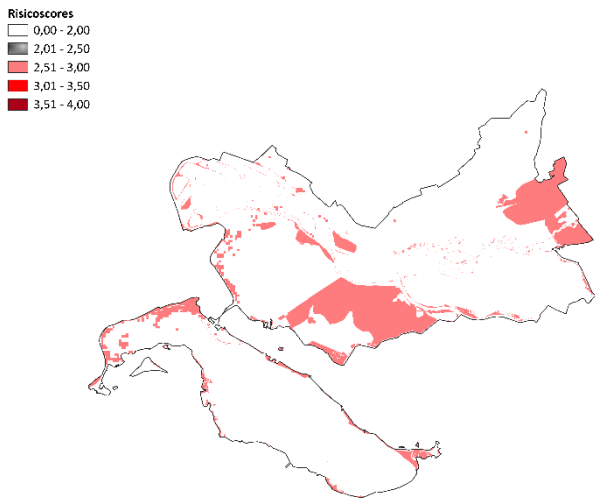 Risicoscores
0,00 - 2,00
2,01 - 2,50
2,51 - 3,00
3,01 - 3,50
3,51 - 4,00